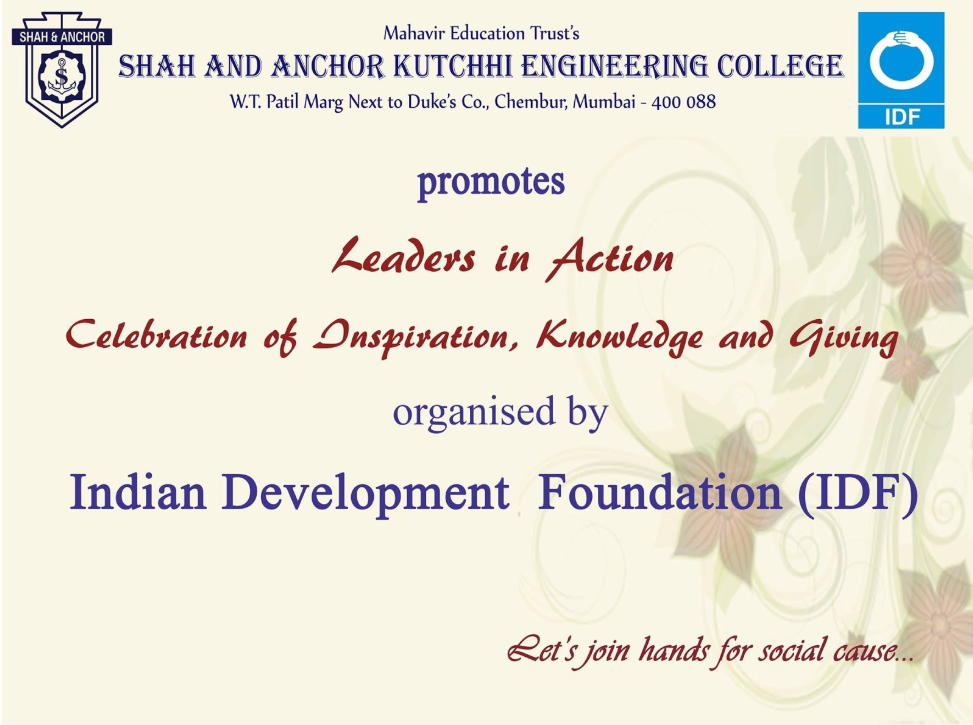 SHAH & ANCHOR
S
Mahavir Education Trust's
SHAH AND ANCHOR KUTCHHI ENGINEERING COLLEGE
W.T. Patil Marg Next to Duke's Co., Chembur, Mumbai - 400 088
IDF
promotes
Leaders in Action
Celebration of Inspiration, Knowledge and Giving
organised by
Indian Development Foundation (IDF)
Let's join hands for social cause...